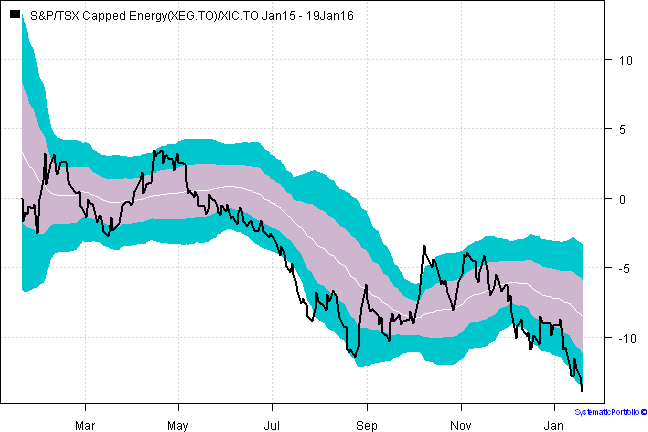 S&P/TSX Capped Energy(XEG.TO)/XIC.TO Jan15 - 19Jan16
10
5
0
-5
-10
Mar May Jul Sep Nov Jan
SystematicPortfolio ©